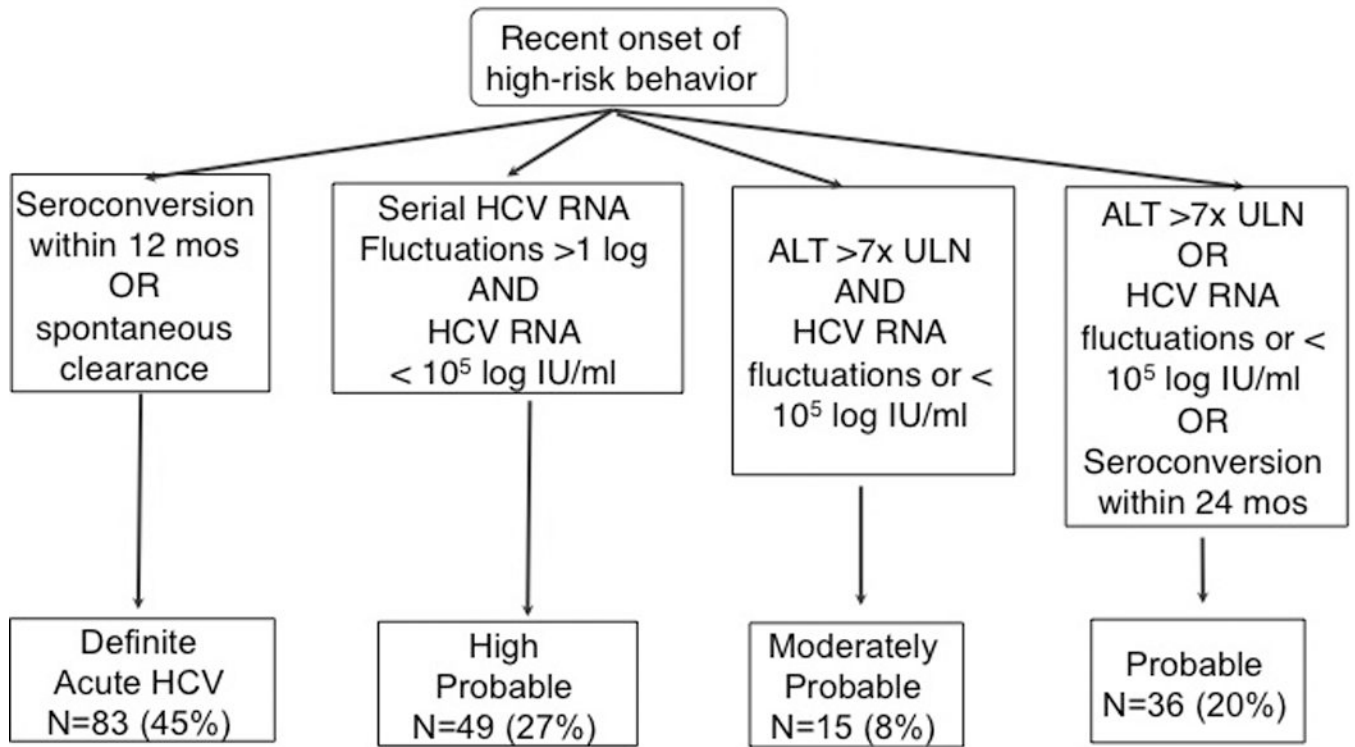 Recent onset of
high-risk behavior
Seroconversion
within 12 mos
OR
spontaneous
clearance
Serial HCV RNA
Fluctuations >1 log
AND
HCV RNA
< 10⁵ log IU/ml
ALT >7x ULN
AND
HCV RNA
fluctuations or <
10⁵ log IU/ml
ALT >7x ULN
OR
HCV RNA
fluctuations or <
10⁵ log IU/ml
OR
Seroconversion
within 24 mos
Definite
Acute HCV
N=83 (45%)
High
Probable
N=49 (27%)
Moderately
Probable
N=15 (8%)
Probable
N=36 (20%)